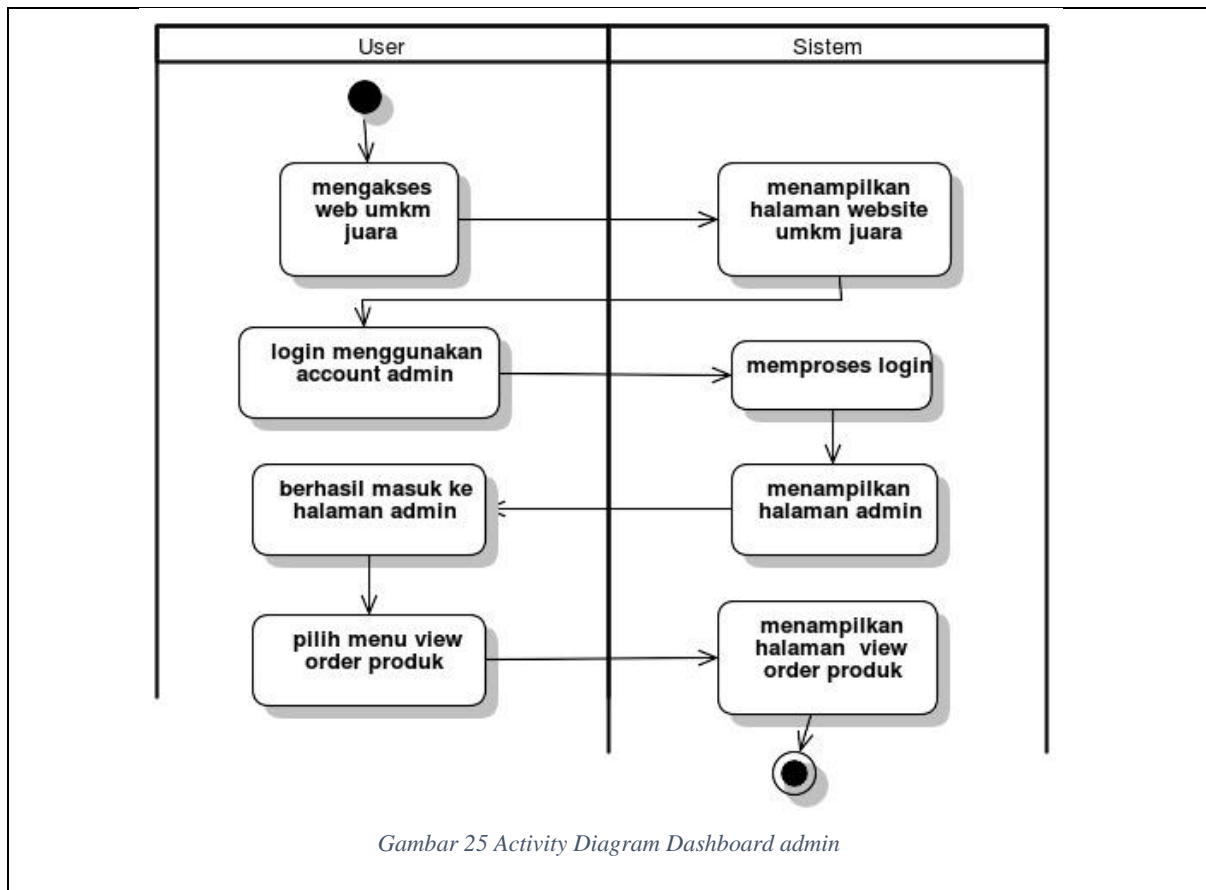 User
Sistem
mengakses
web umkm
juara
menampilkan
halaman website
umkm juara
login menggunakan
account admin
memproses login
berhasil masuk ke
halaman admin
menampilkan
halaman admin
pilih menu view
order produk
menampilkan
halaman view
order produk
Gambar 25 Activity Diagram Dashboard admin